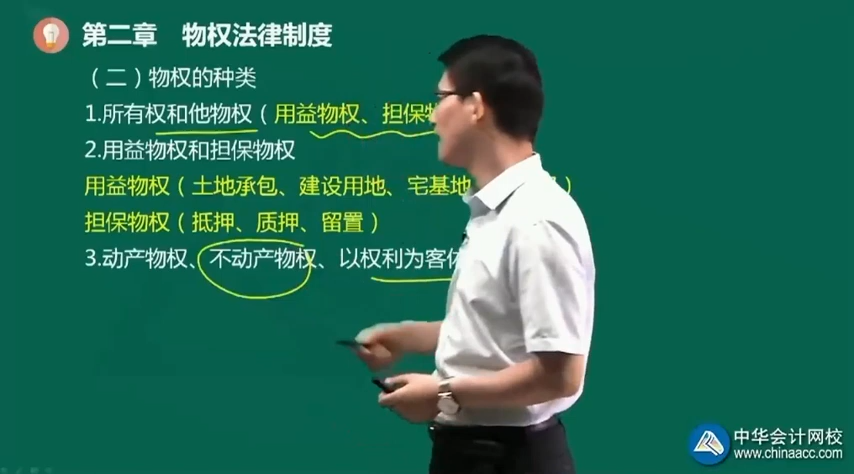 第二章 物权法律制度
（二）物权的种类
1.所有权和他物权（用益物权、担保物
2.用益物权和担保物权
用益物权（土地承包、建设用地、宅基地、）
担保物权（抵押、质押、留置）
3.动产物权、不动产物权、以权利为客体
中华会计网校
www.chinaacc.com